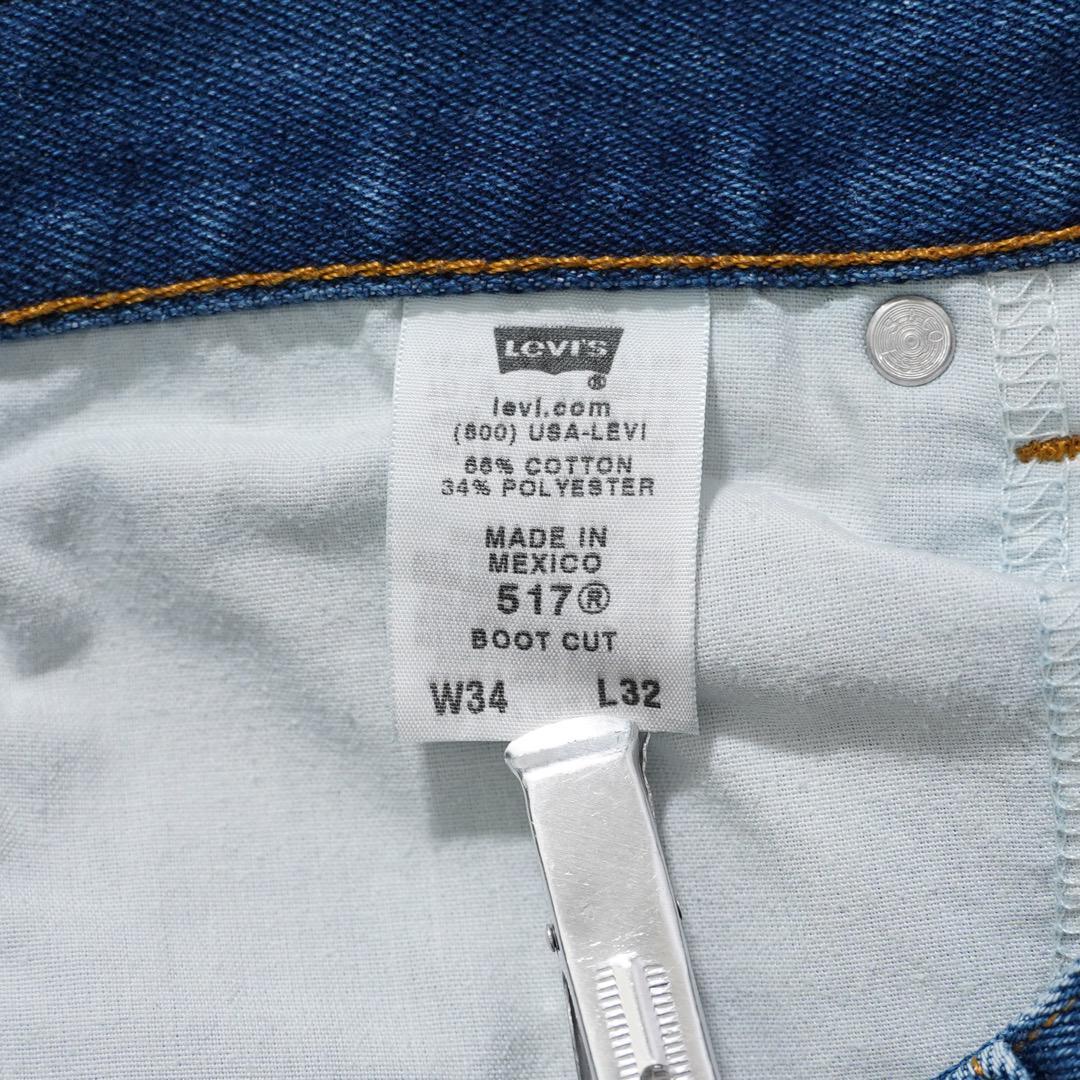 LEVI'S®
levi.com
(800) USA-LEVI
66% COTTON
34% POLYESTER
MADE IN
MEXICO
517®
BOOT CUT
W34 L32